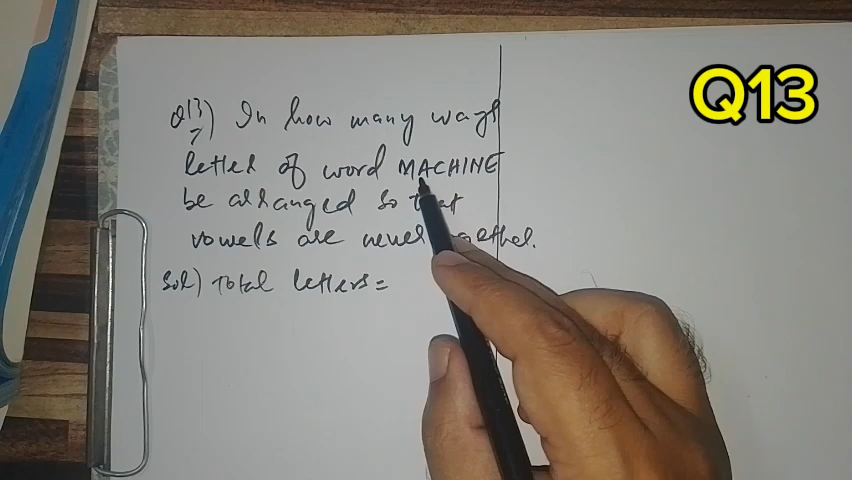 Q13
Q13) In how many ways
letter of word MACHINE
be arranged so that
vowels are never together.
Sol) Total letters =